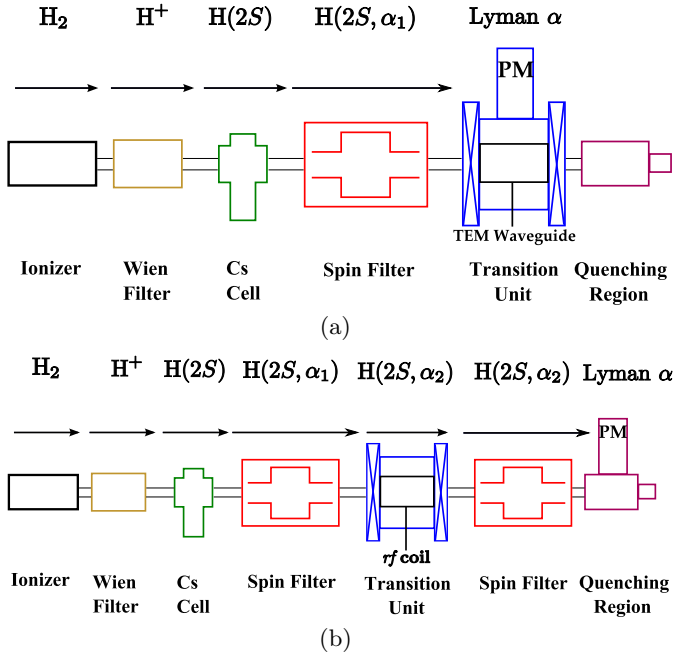 H₂ H⁺ H(2S) H(2S, α₁) Lyman α
PM
TEM Waveguide
Ionizer Wien Cs Spin Filter Transition Quenching
Filter Cell Unit Region
(a)
H₂ H⁺ H(2S) H(2S, α₁) H(2S, α₂) H(2S, α₂) Lyman α
PM
rf coil
Ionizer Wien Cs Spin Filter Transition Spin Filter Quenching
Filter Cell Unit Region
(b)